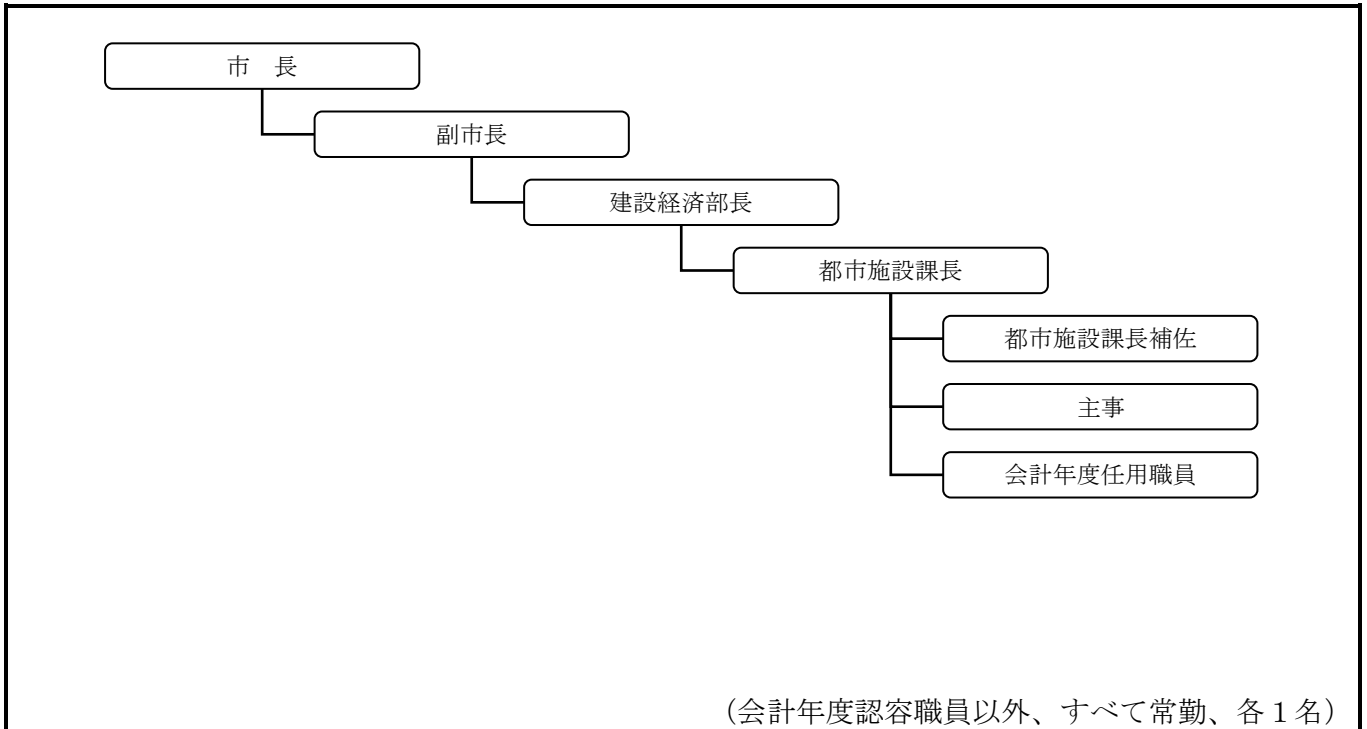 市　長
副市長
建設経済部長
都市施設課長
都市施設課長補佐
主事
会計年度任用職員
（会計年度認容職員以外、すべて常勤、各１名）